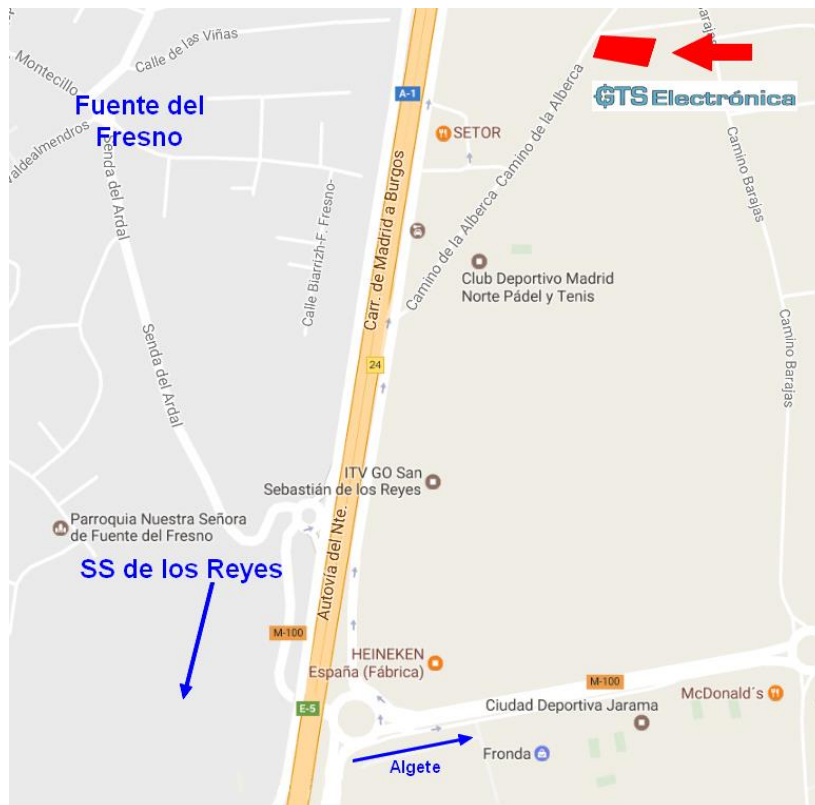 Calle de las Viñas
Montecillo
Valdealmendros
Fuente del
Fresno
A-1
SETOR
GTS Electrónica
Barajas
Camino de la Alberca
Camino de la Alberca
Camino Barajas
Senda del Ardal
Calle Biarrizh-F. Fresno-
Carr. de Madrid a Burgos
Club Deportivo Madrid
Norte Pádel y Tenis
Camino Barajas
Senda del Ardal
24
ITV GO San
Sebastián de los Reyes
Parroquia Nuestra Señora
de Fuente del Fresno
Autovía del Nte.
SS de los Reyes
M-100
HEINEKEN
España (Fábrica)
M-100
E-5
Ciudad Deportiva Jarama
McDonald´s
Fronda
Algete